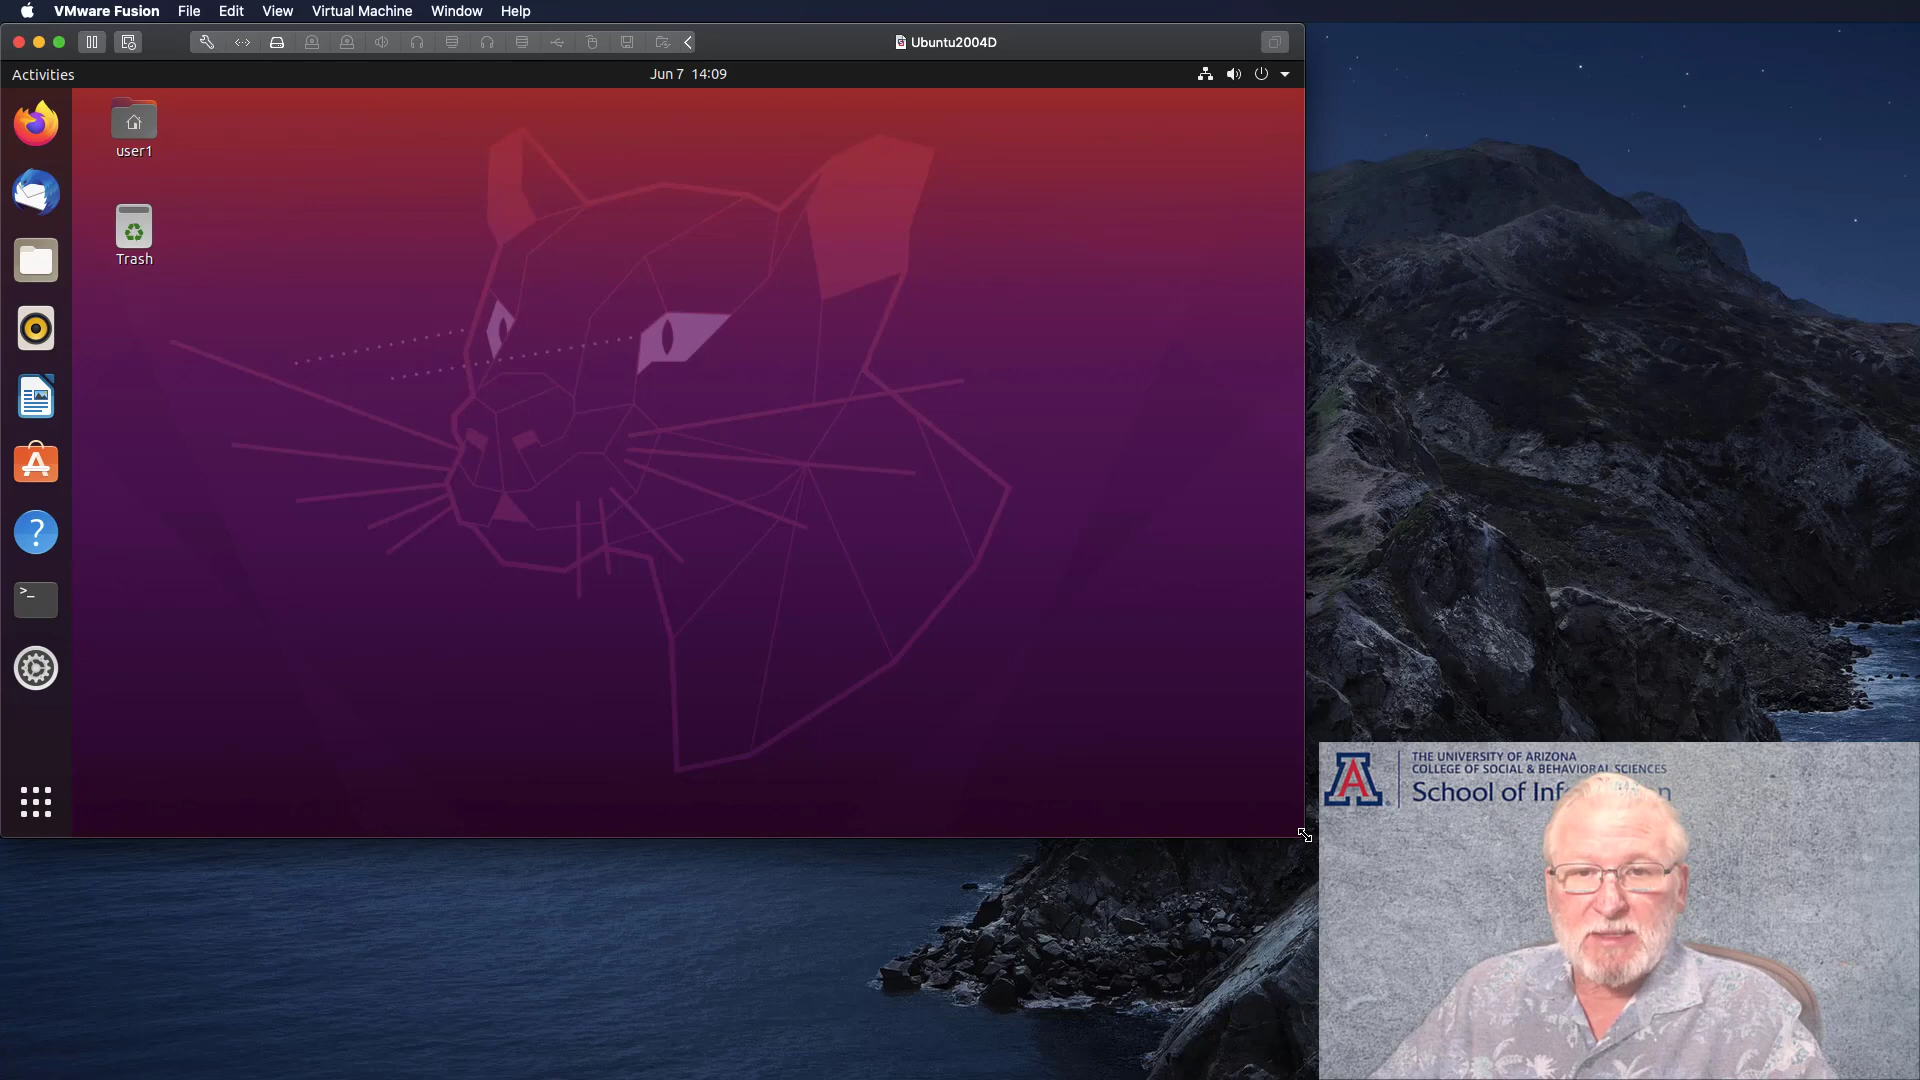 VMware Fusion File Edit View Virtual Machine Window Help
Ubuntu2004D
Activities
Jun 7 14:09
user1
Trash
THE UNIVERSITY OF ARIZONA
COLLEGE OF SOCIAL & BEHAVIORAL SCIENCES
School of